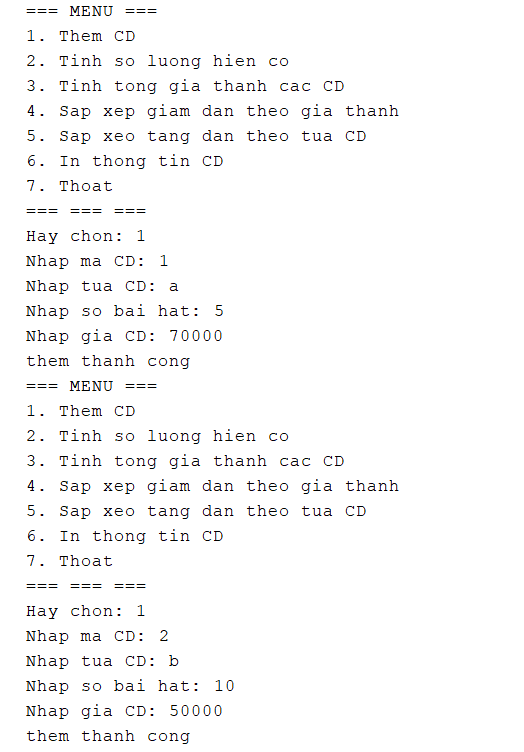 === MENU ===
1. Them CD
2. Tinh so luong hien co
3. Tinh tong gia thanh cac CD
4. Sap xep giam dan theo gia thanh
5. Sap xeo tang dan theo tua CD
6. In thong tin CD
7. Thoat
=== === ===
Hay chon: 1
Nhap ma CD: 1
Nhap tua CD: a
Nhap so bai hat: 5
Nhap gia CD: 70000
them thanh cong
=== MENU ===
1. Them CD
2. Tinh so luong hien co
3. Tinh tong gia thanh cac CD
4. Sap xep giam dan theo gia thanh
5. Sap xeo tang dan theo tua CD
6. In thong tin CD
7. Thoat
=== === ===
Hay chon: 1
Nhap ma CD: 2
Nhap tua CD: b
Nhap so bai hat: 10
Nhap gia CD: 50000
them thanh cong